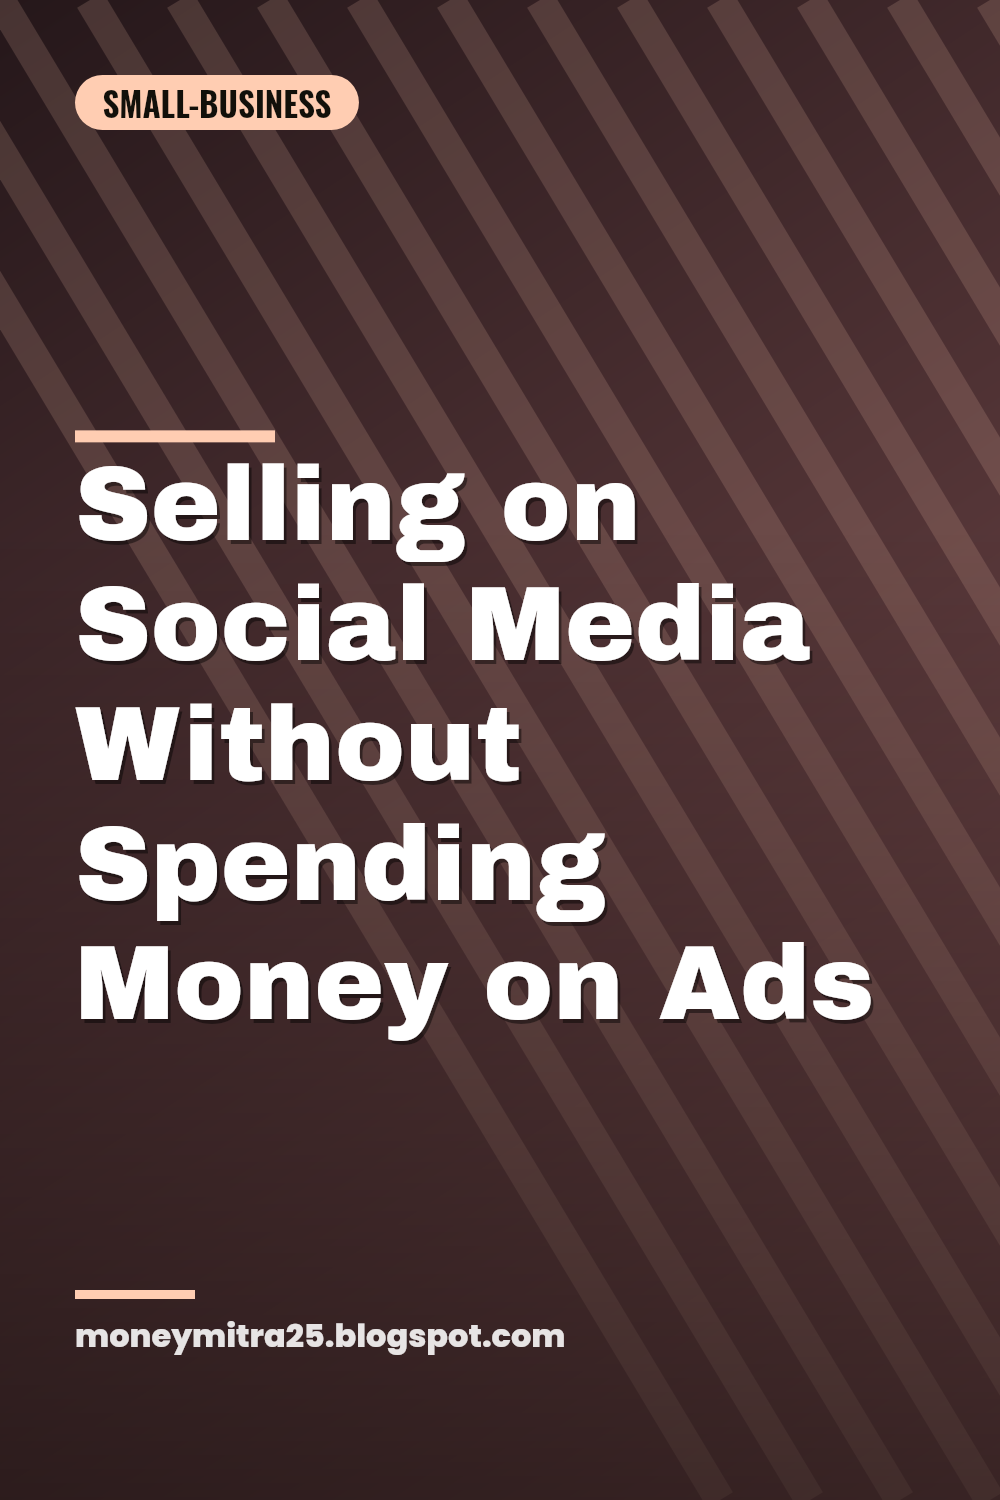 SMALL-BUSINESS
Selling on
Social Media
Without
Spending
Money on Ads
moneymitra25.blogspot.com